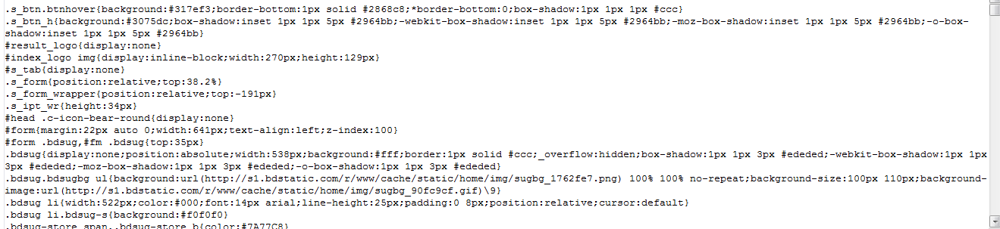 .s_btn.btnhover{background:#317ef3;border-bottom:1px solid #2868c8;*border-bottom:0;box-shadow:1px 1px 1px #ccc}
.s_btn_h{background:#3075dc;box-shadow:inset 1px 1px 5px #2964bb;-webkit-box-shadow:inset 1px 1px 5px #2964bb;-moz-box-shadow:inset 1px 1px 5px #2964bb;-o-box-
shadow:inset 1px 1px 5px #2964bb}
#result_logo{display:none}
#index_logo img{display:inline-block;width:270px;height:129px}
#s_tab{display:none}
.s_form{position:relative;top:38.2%}
.s_form_wrapper{position:relative;top:-191px}
.s_ipt_wr{height:34px}
#head .c-icon-bear-round{display:none}
#form{margin:22px auto 0;width:641px;text-align:left;z-index:100}
#form .bdsug,#fm .bdsug{top:35px}
.bdsug{display:none;position:absolute;width:538px;background:#fff;border:1px solid #ccc;_overflow:hidden;box-shadow:1px 1px 3px #ededed;-webkit-box-shadow:1px 1px
3px #ededed;-moz-box-shadow:1px 1px 3px #ededed;-o-box-shadow:1px 1px 3px #ededed}
.bdsug.bdsugbg ul{background:url(http://s1.bdstatic.com/r/www/cache/static/home/img/sugbg_1762fe7.png) 100% 100% no-repeat;background-size:100px 110px;background-
image:url(http://s1.bdstatic.com/r/www/cache/static/home/img/sugbg_90fc9cf.gif)\9}
.bdsug li{width:522px;color:#000;font:14px arial;line-height:25px;padding:0 8px;position:relative;cursor:default}
.bdsug li.bdsug-s{background:#f0f0f0}
.bdsug-store span,.bdsug-store b{color:#7A77C8}